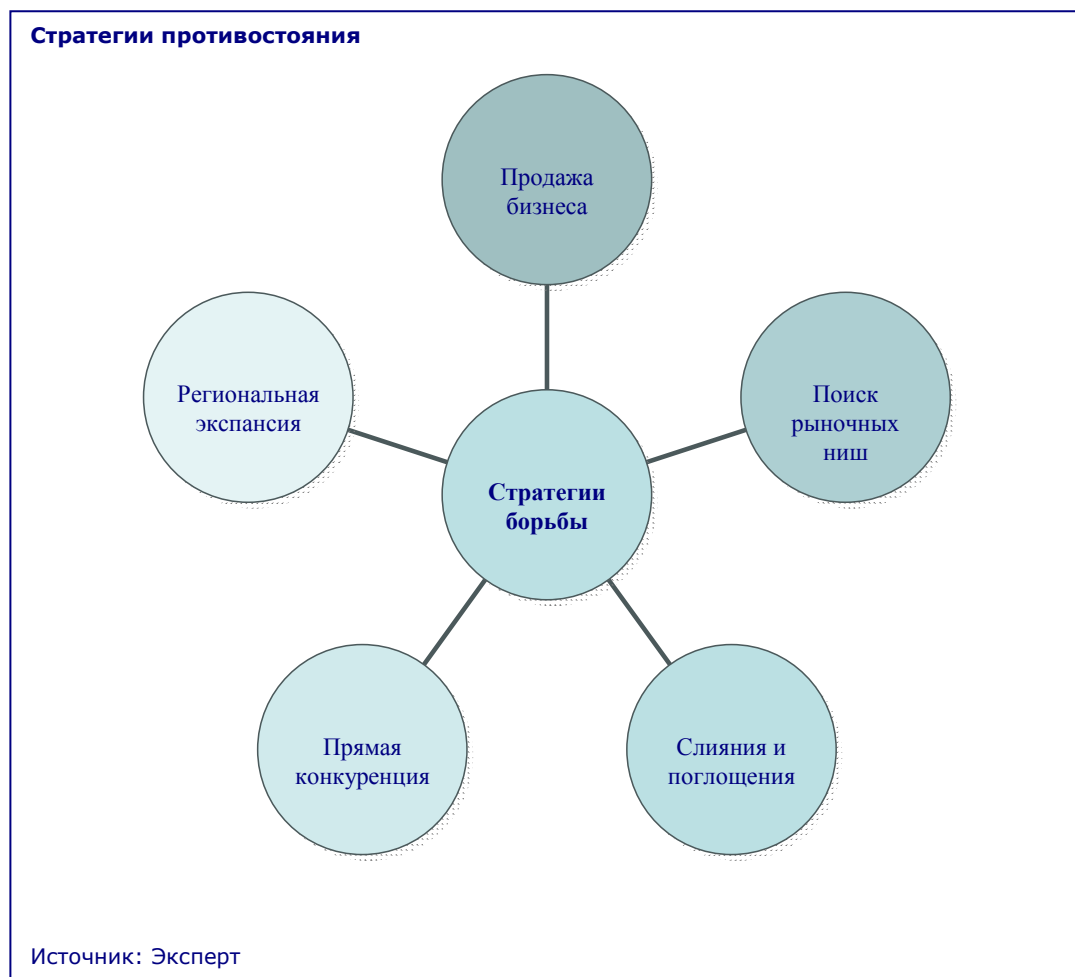 Стратегии противостояния
Продажа
бизнеса
Региональная
экспансия
Поиск
рыночных
ниш
Стратегии
борьбы
Прямая
конкуренция
Слияния и
поглощения
Источник: Эксперт